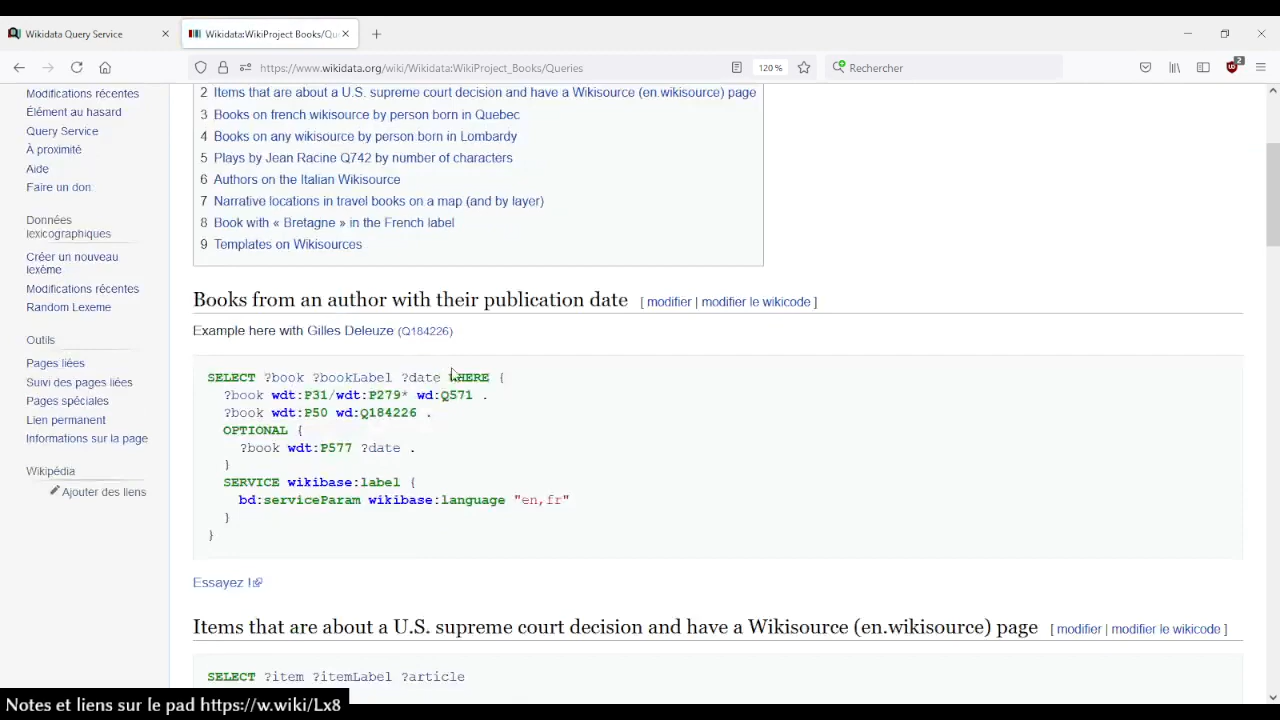 Wikidata Query Service
Wikidata:WikiProject Books/Qu
https://www.wikidata.org/wiki/Wikidata:WikiProject_Books/Queries
120 %
Rechercher
2
Modifications récentes
Élément au hasard
Query Service
À proximité
Aide
Faire un don
Données
lexicographiques
Créer un nouveau
lexème
Modifications récentes
Random Lexeme
Outils
Pages liées
Suivi des pages liées
Pages spéciales
Lien permanent
Informations sur la page
Wikipédia
Ajouter des liens
2 Items that are about a U.S. supreme court decision and have a Wikisource (en.wikisource) page
3 Books on french wikisource by person born in Quebec
4 Books on any wikisource by person born in Lombardy
5 Plays by Jean Racine Q742 by number of characters
6 Authors on the Italian Wikisource
7 Narrative locations in travel books on a map (and by layer)
8 Book with « Bretagne » in the French label
9 Templates on Wikisources
Books from an author with their publication date [ modifier | modifier le wikicode ]
Example here with Gilles Deleuze (Q184226)
SELECT ?book ?bookLabel ?date WHERE {
?book wdt:P31/wdt:P279* wd:Q571 .
?book wdt:P50 wd:Q184226 .
OPTIONAL {
?book wdt:P577 ?date .
}
SERVICE wikibase:label {
bd:serviceParam wikibase:language "en,fr"
}
}
Essayez !
Items that are about a U.S. supreme court decision and have a Wikisource (en.wikisource) page [ modifier | modifier le wikicode ]
SELECT ?item ?itemLabel ?article
Notes et liens sur le pad https://w.wiki/Lx8